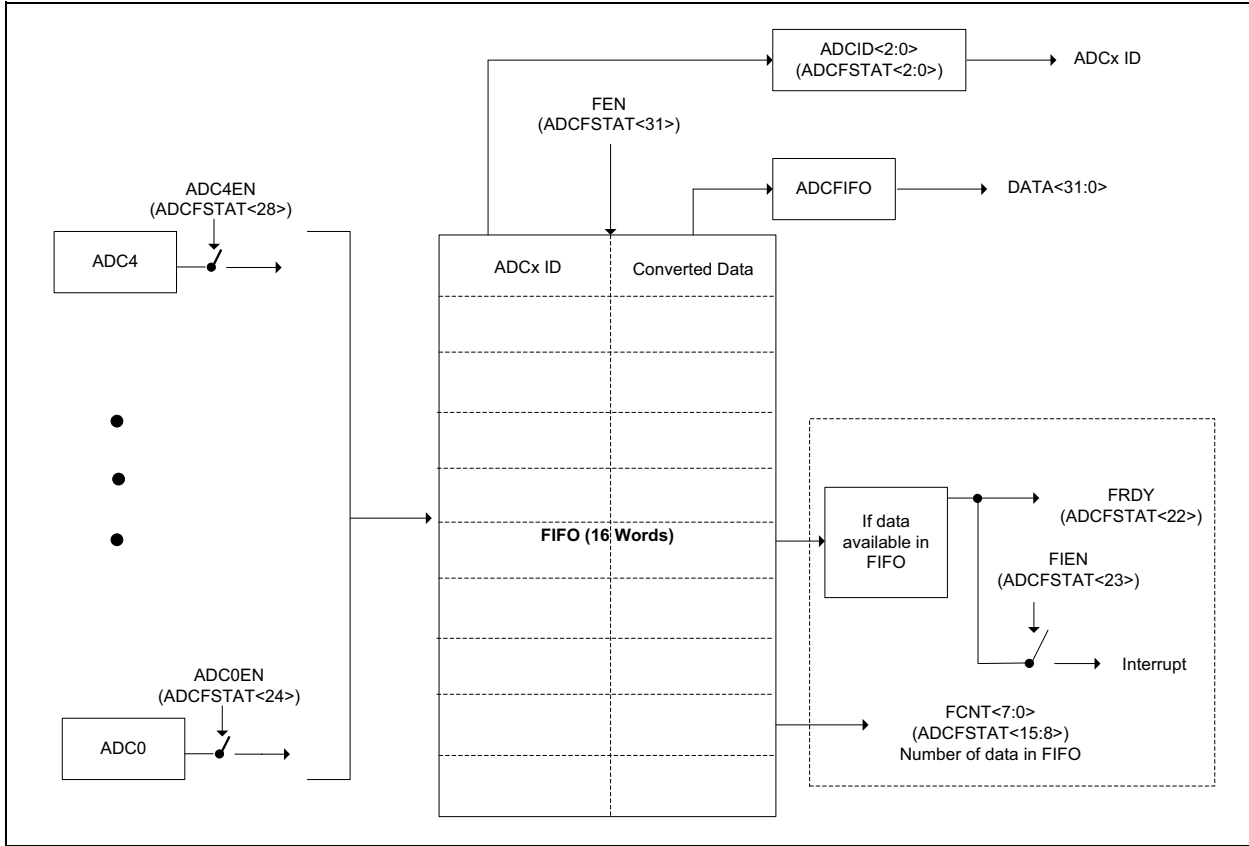 ADCID<2:0>
(ADCFSTAT<2:0>)
ADCx ID
FEN
(ADCFSTAT<31>)
ADCFIFO
DATA<31:0>
ADC4EN
(ADCFSTAT<28>)
ADC4
ADCx ID
Converted Data
FIFO (16 Words)
If data
available in
FIFO
FRDY
(ADCFSTAT<22>)
FIEN
(ADCFSTAT<23>)
Interrupt
ADC0EN
(ADCFSTAT<24>)
ADC0
FCNT<7:0>
(ADCFSTAT<15:8>)
Number of data in FIFO